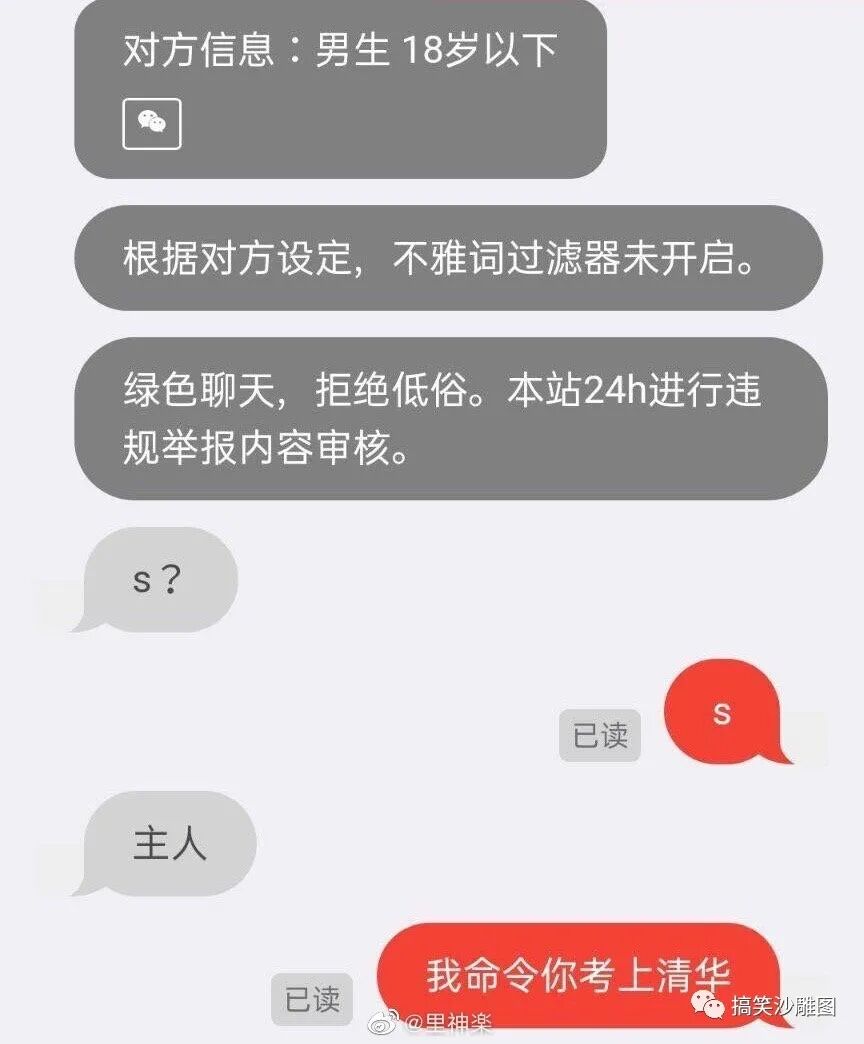 对方信息：男生 18岁以下
根据对方设定，不雅词过滤器未开启。
绿色聊天，拒绝低俗。本站24h进行违
规举报内容审核。
s？
s
已读
主人
我命令你考上清华
已读
搞笑沙雕图
@里神楽